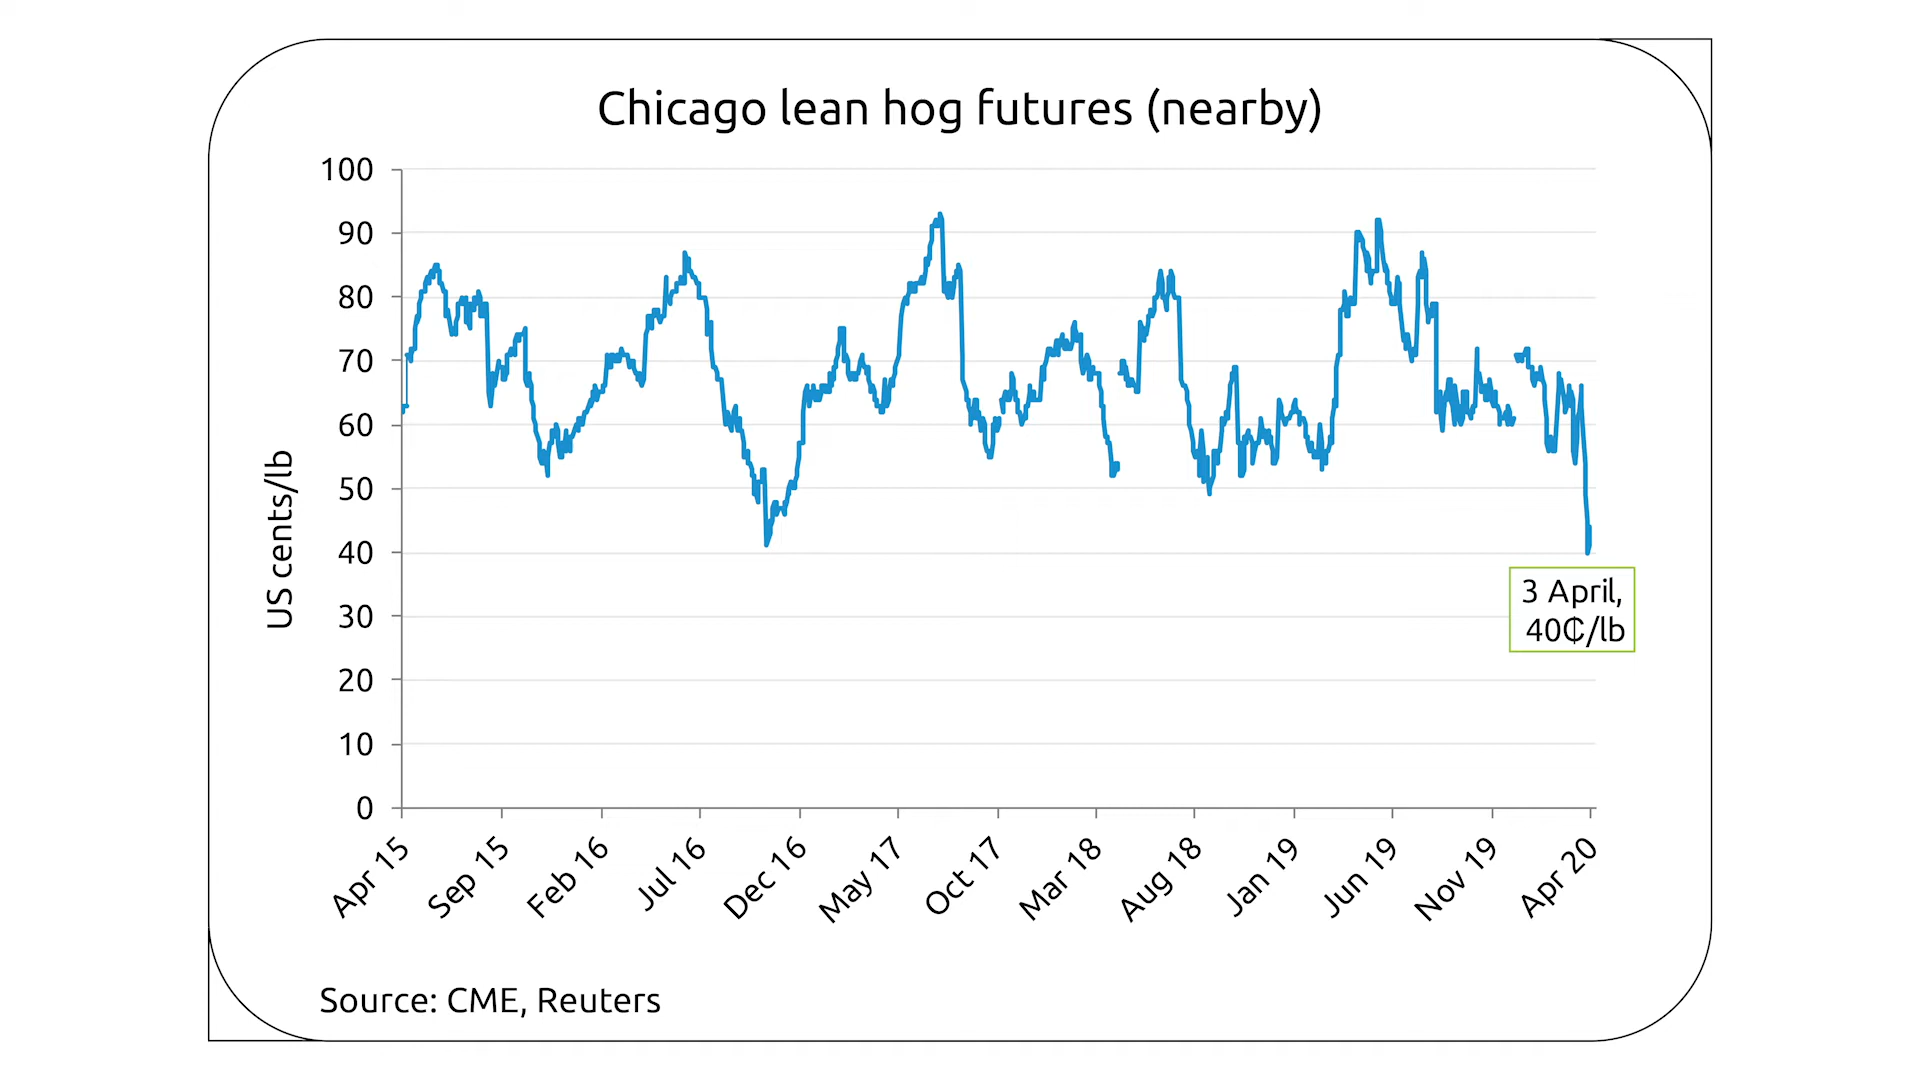 Chicago lean hog futures (nearby)
100
90
80
70
60
50
40
30
20
10
0
US cents/lb
3 April,
40₵/lb
Apr 15
Sep 15
Feb 16
Jul 16
Dec 16
May 17
Oct 17
Mar 18
Aug 18
Jan 19
Jun 19
Nov 19
Apr 20
Source: CME, Reuters